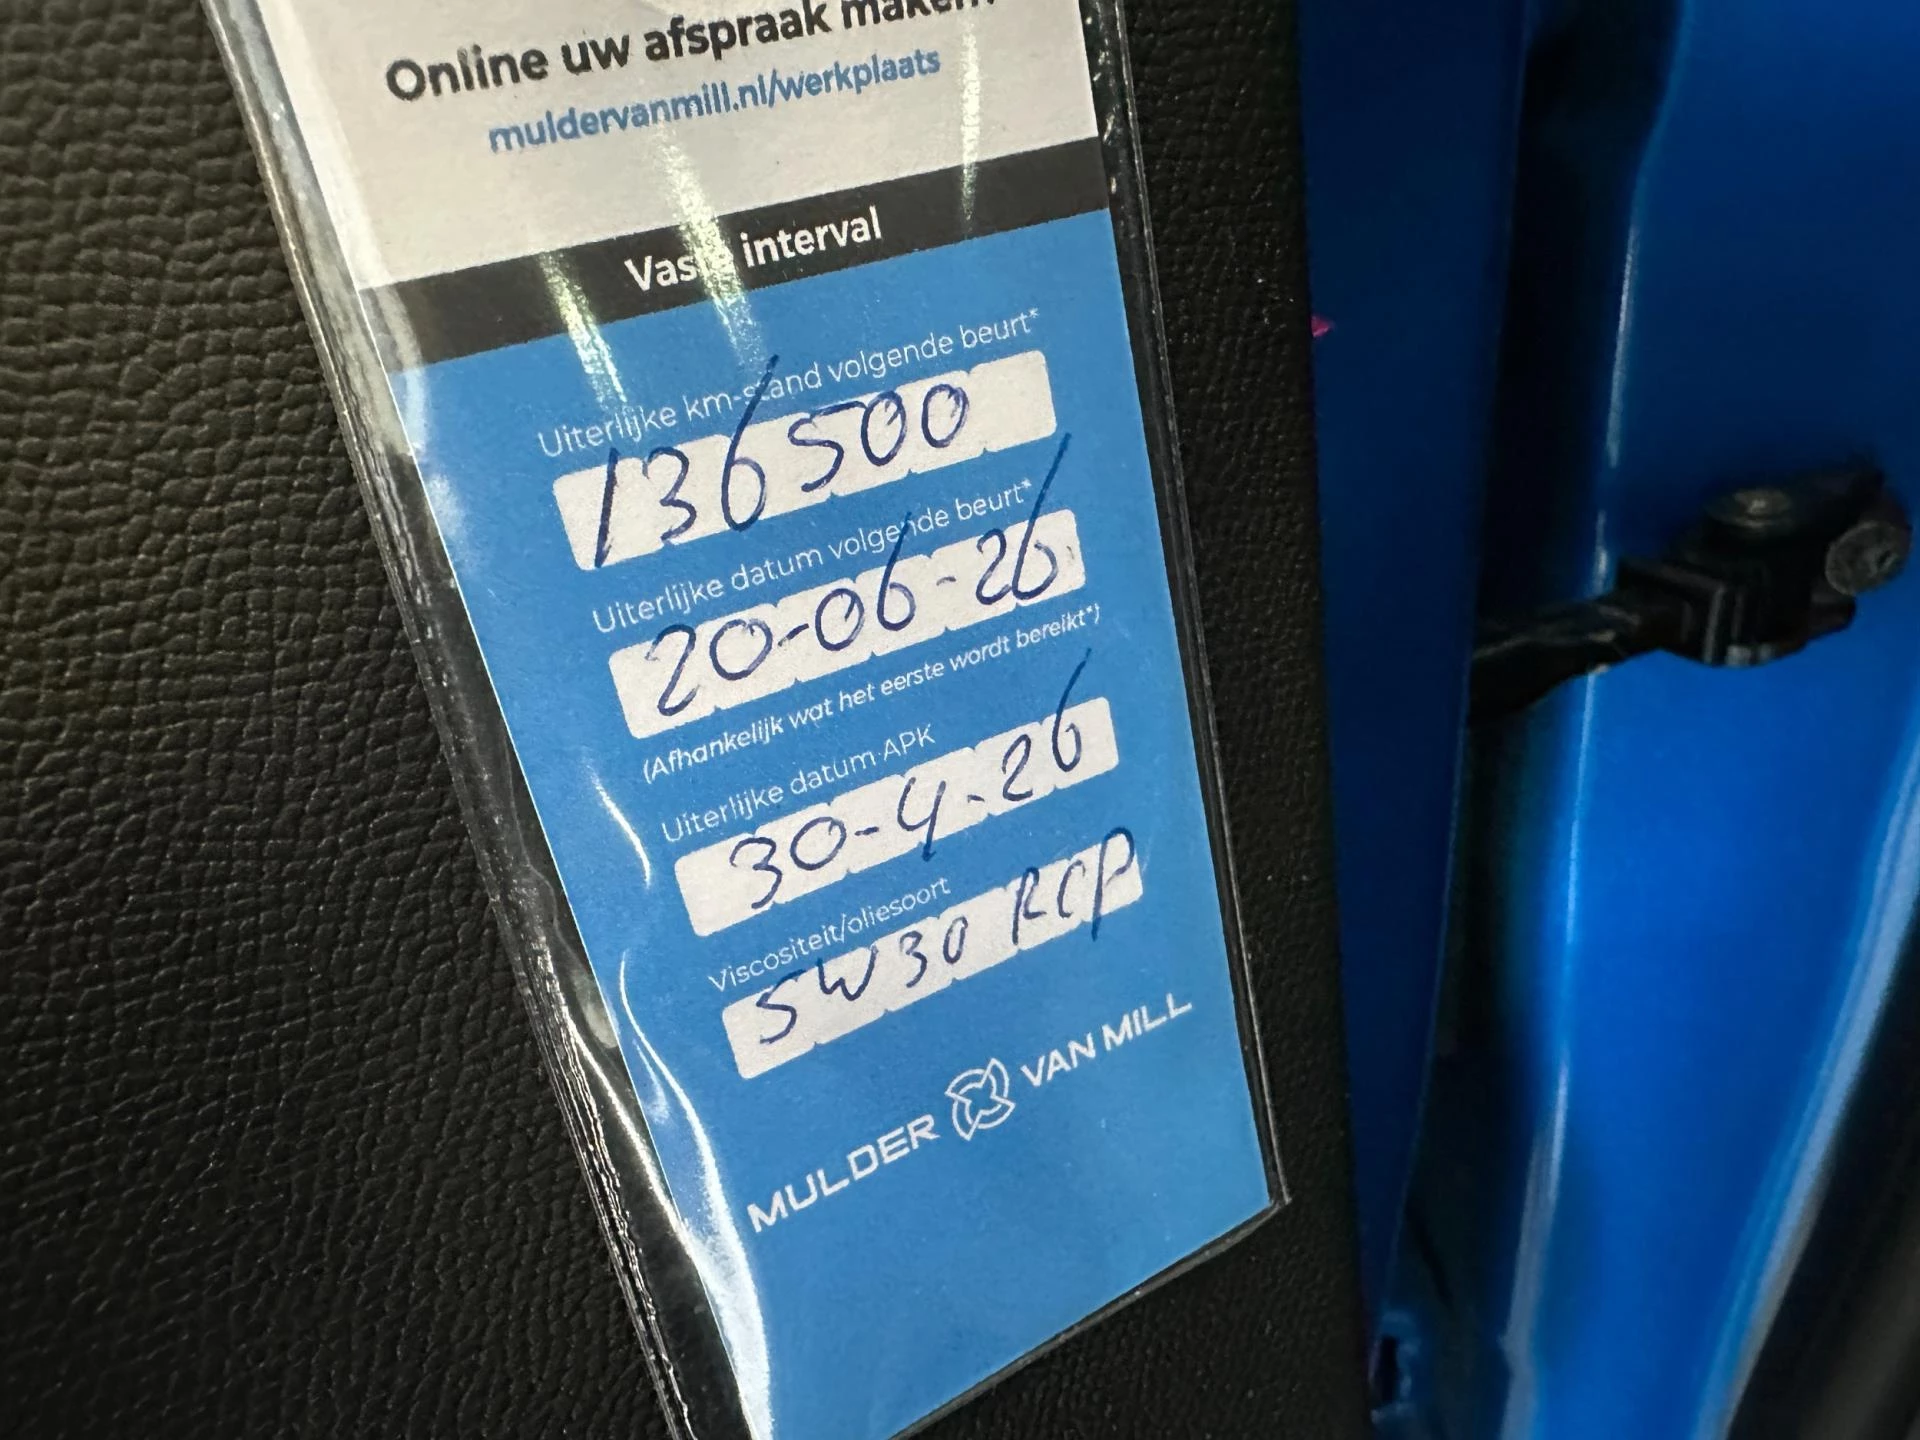 Online uw afspraak maken?
muldervanmill.nl/werkplaats
Vaste interval
Uiterlijke km-stand volgende beurt*
136500
Uiterlijke datum volgende beurt*
20-06-26
(Afhankelijk wat het eerste wordt bereikt*)
Uiterlijke datum APK
30-4-26
Viscositeit/oliesoort
5W30 RCP
MULDER VAN MILL